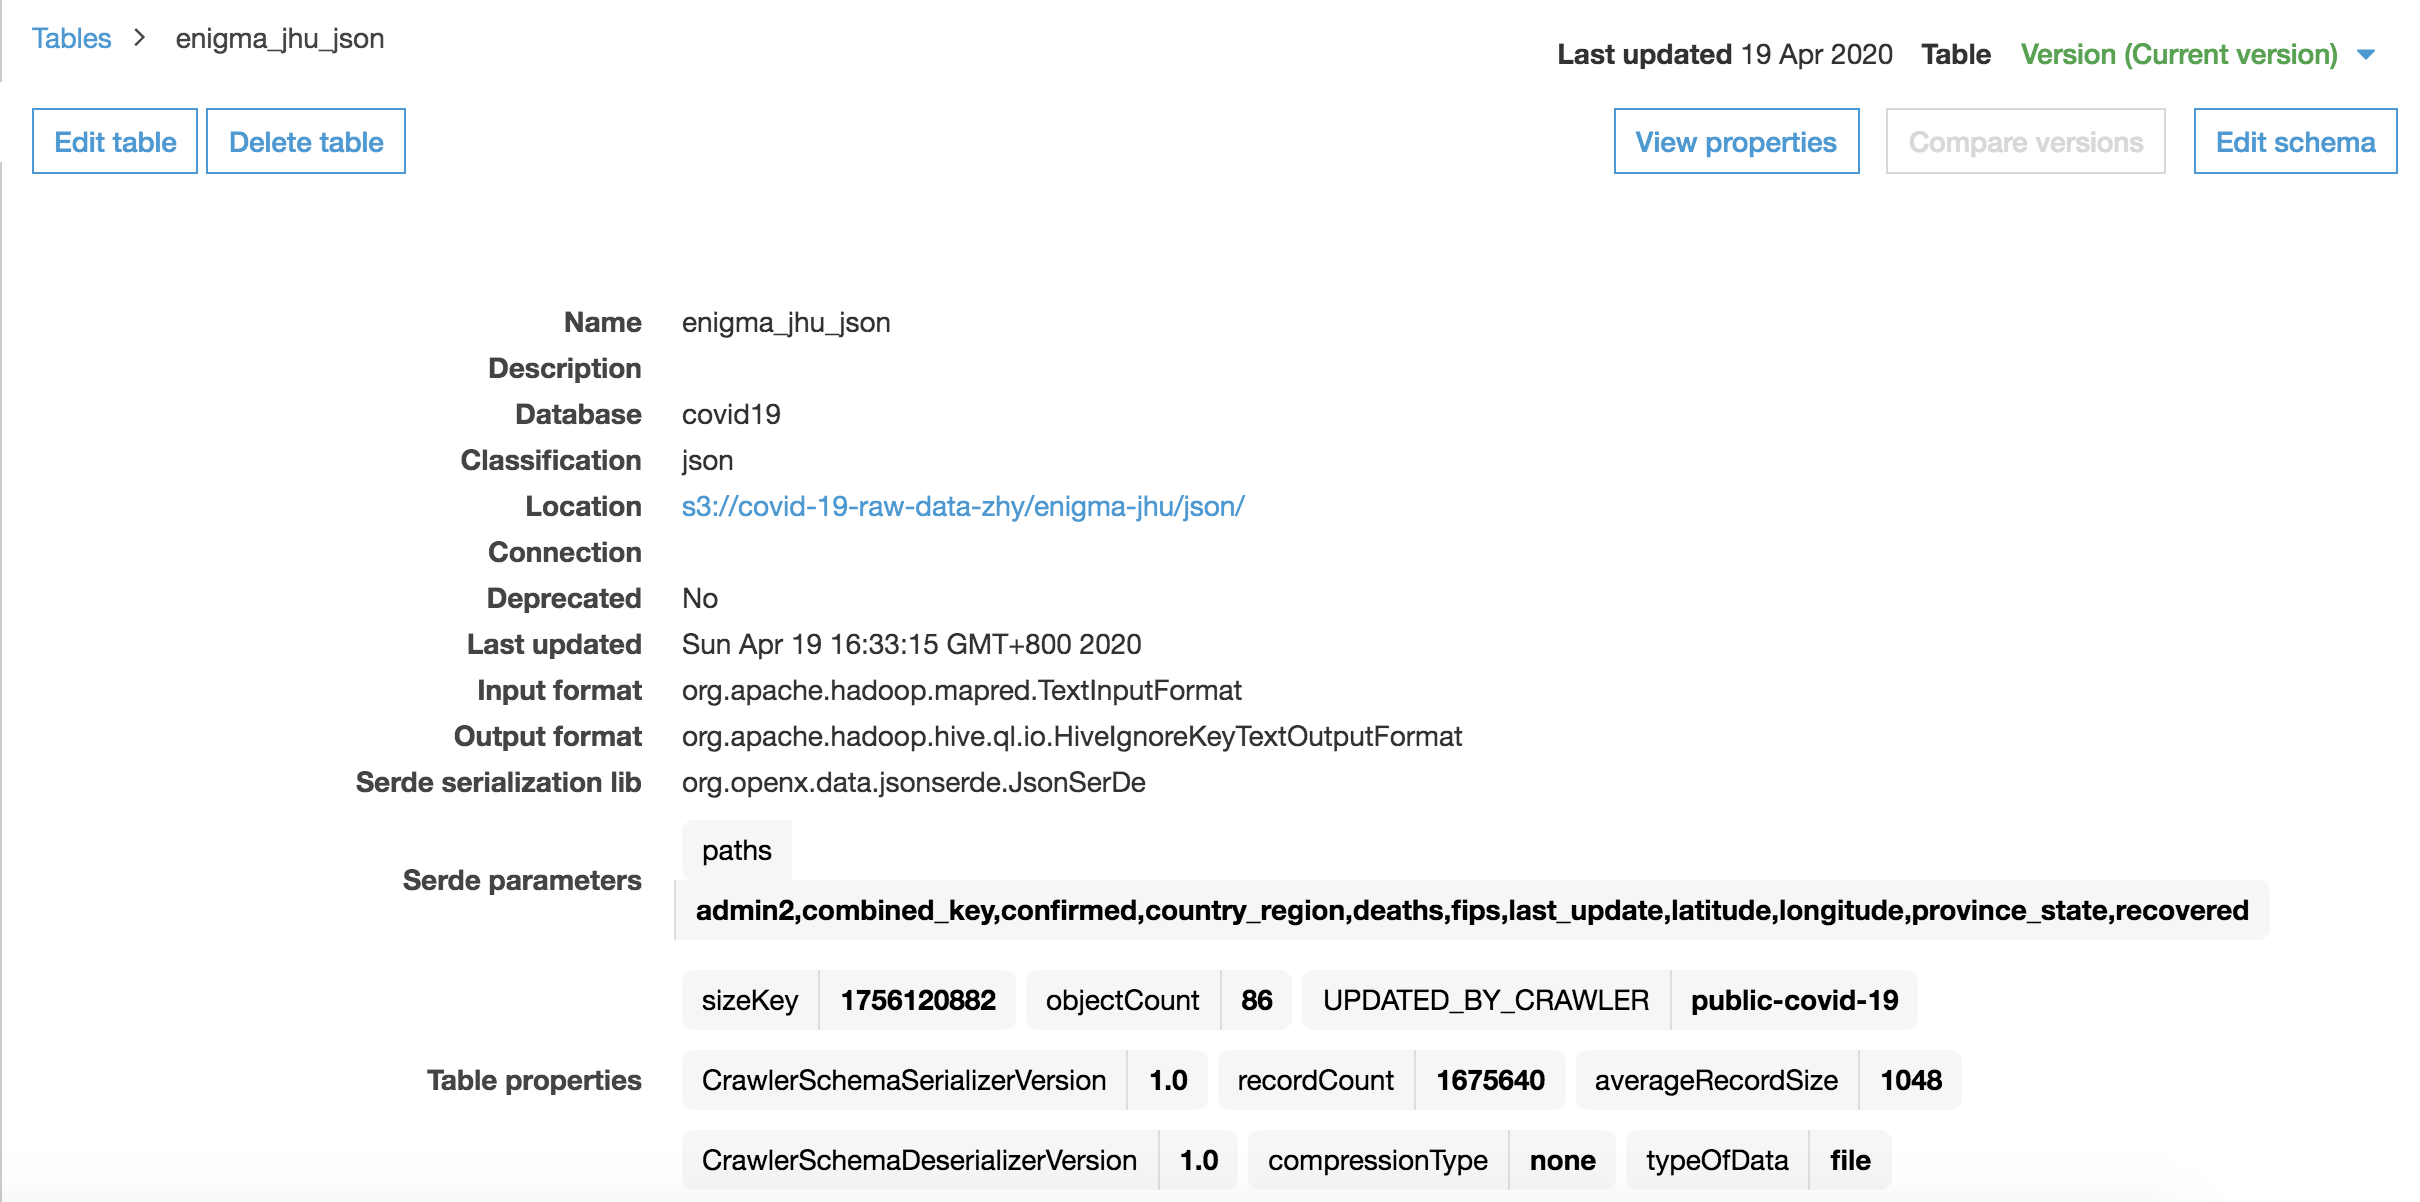 Tables > enigma_jhu_json
Last updated 19 Apr 2020 Table Version (Current version)
Edit table Delete table View properties Compare versions Edit schema
Name enigma_jhu_json
Description
Database covid19
Classification json
Location s3://covid-19-raw-data-zhy/enigma-jhu/json/
Connection
Deprecated No
Last updated Sun Apr 19 16:33:15 GMT+800 2020
Input format org.apache.hadoop.mapred.TextInputFormat
Output format org.apache.hadoop.hive.ql.io.HiveIgnoreKeyTextOutputFormat
Serde serialization lib org.openx.data.jsonserde.JsonSerDe
paths
Serde parameters
admin2,combined_key,confirmed,country_region,deaths,fips,last_update,latitude,longitude,province_state,recovered
sizeKey 1756120882 objectCount 86 UPDATED_BY_CRAWLER public-covid-19
Table properties CrawlerSchemaSerializerVersion 1.0 recordCount 1675640 averageRecordSize 1048
CrawlerSchemaDeserializerVersion 1.0 compressionType none typeOfData file